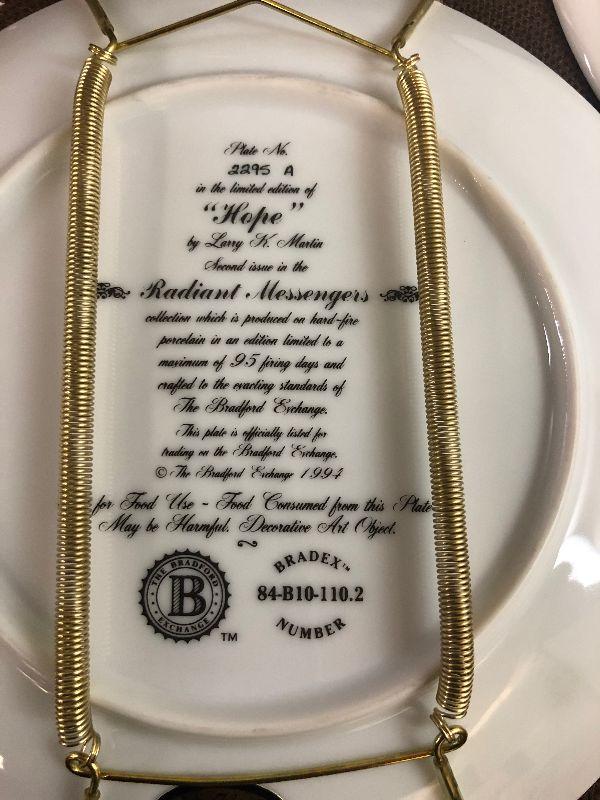 Plate No.
2295 A
in the limited edition of
"Hope"
by Larry K. Martin
Second issue in the
Radiant Messengers
collection which is produced on hard-fire
porcelain in an edition limited to a
maximum of 95 firing days and
crafted to the exacting standards of
The Bradford Exchange.
This plate is officially listed for
trading on the Bradford Exchange.
© The Bradford Exchange 1994
for Food Use - Food Consumed from this Plate
May be Harmful. Decorative Art Object.
THE BRADFORD
B
EXCHANGE
TM
BRADEX™
84-B10-110.2
NUMBER